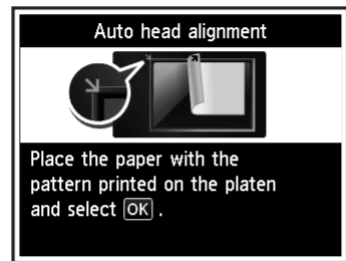 Auto head alignment
Place the paper with the
pattern printed on the platen
and select OK .